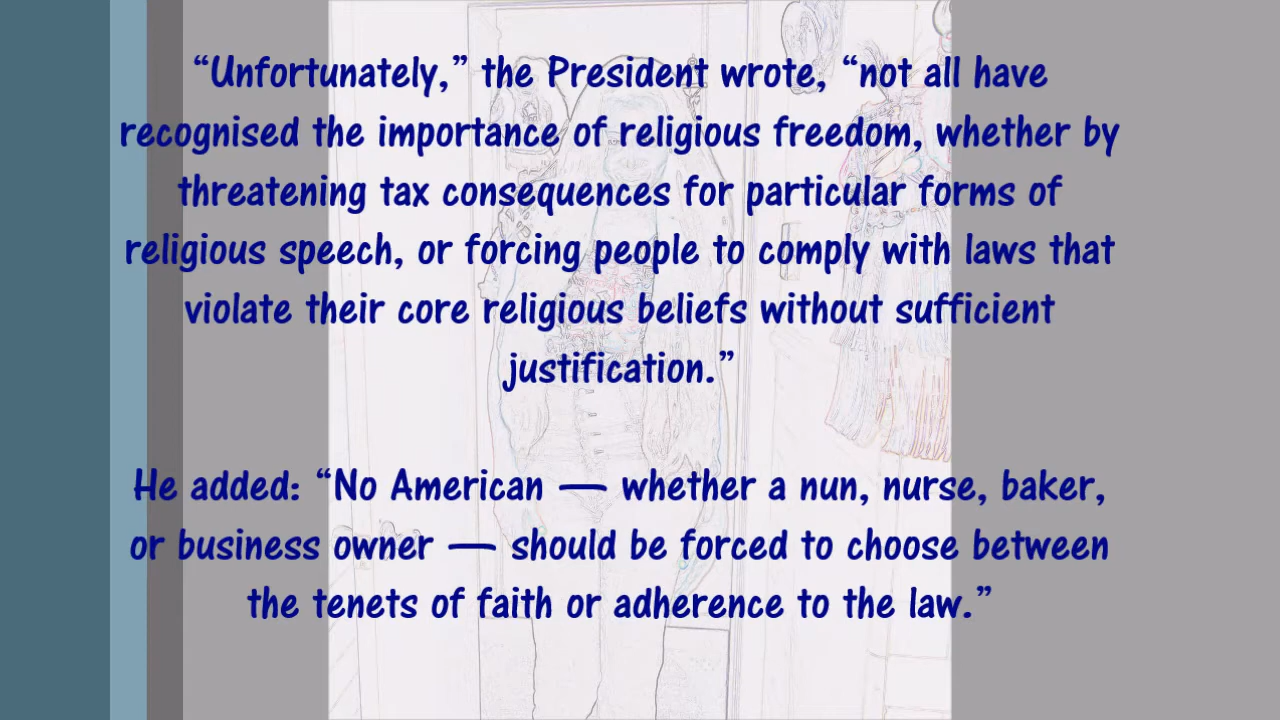 “Unfortunately,” the President wrote, “not all have
recognised the importance of religious freedom, whether by
threatening tax consequences for particular forms of
religious speech, or forcing people to comply with laws that
violate their core religious beliefs without sufficient
justification.”
He added: “No American — whether a nun, nurse, baker,
or business owner — should be forced to choose between
the tenets of faith or adherence to the law.”